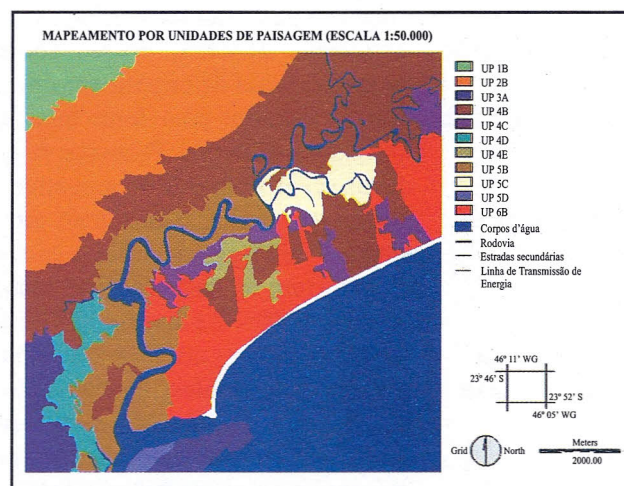 MAPEAMENTO POR UNIDADES DE PAISAGEM (ESCALA 1:50.000)
UP 1B
UP 2B
UP 3A
UP 4B
UP 4C
UP 4D
UP 4E
UP 5B
UP 5C
UP 5D
UP 6B
Corpos d'água
Rodovia
Estradas secundárias
Linha de Transmissão de
Energia
46° 11' WG
23° 46' S
23° 52' S
46° 05' WG
Grid
North
Meters
2000.00